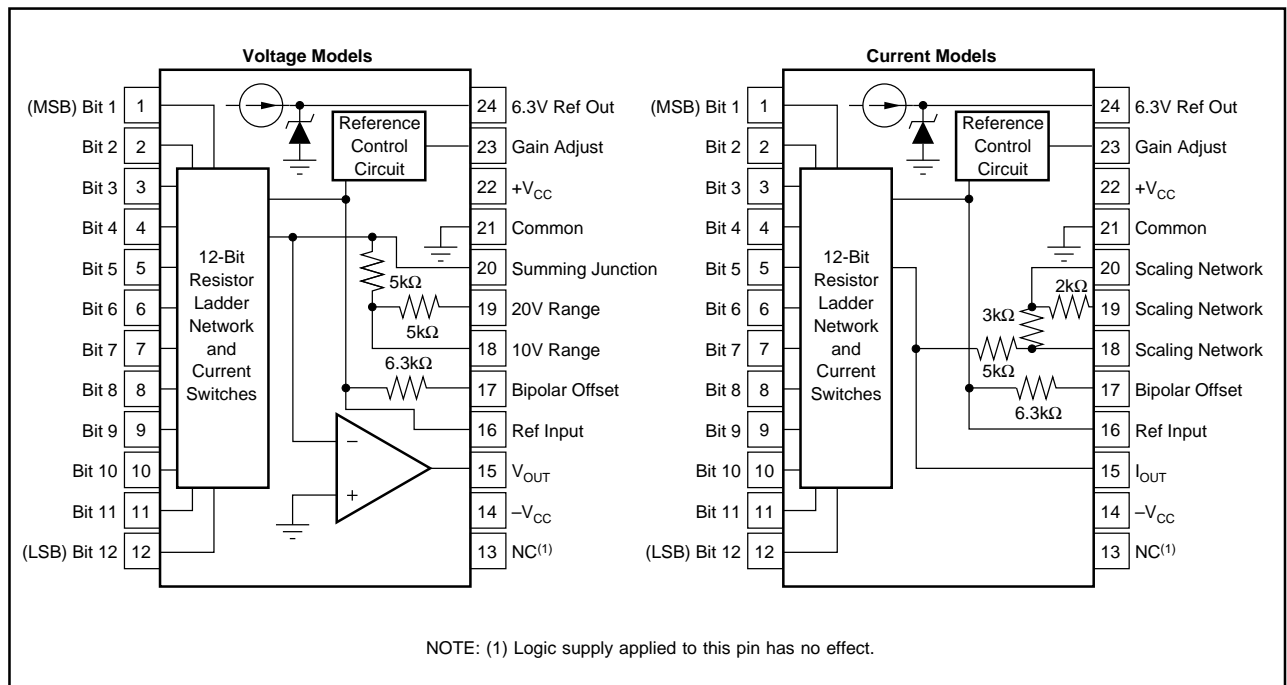 Voltage Models
(MSB) Bit 1
Bit 2
Bit 3
Bit 4
Bit 5
Bit 6
Bit 7
Bit 8
Bit 9
Bit 10
Bit 11
(LSB) Bit 12
1
2
3
4
5
6
7
8
9
10
11
12
12-Bit
Resistor
Ladder
Network
and
Current
Switches
Reference
Control
Circuit
5kΩ
5kΩ
6.3kΩ
−
+
24 6.3V Ref Out
23 Gain Adjust
22 +VCC
21 Common
20 Summing Junction
19 20V Range
18 10V Range
17 Bipolar Offset
16 Ref Input
15 VOUT
14 –VCC
13 NC(1)
Current Models
(MSB) Bit 1
Bit 2
Bit 3
Bit 4
Bit 5
Bit 6
Bit 7
Bit 8
Bit 9
Bit 10
Bit 11
(LSB) Bit 12
1
2
3
4
5
6
7
8
9
10
11
12
12-Bit
Resistor
Ladder
Network
and
Current
Switches
Reference
Control
Circuit
2kΩ
3kΩ
5kΩ
6.3kΩ
24 6.3V Ref Out
23 Gain Adjust
22 +VCC
21 Common
20 Scaling Network
19 Scaling Network
18 Scaling Network
17 Bipolar Offset
16 Ref Input
15 IOUT
14 –VCC
13 NC(1)
NOTE: (1) Logic supply applied to this pin has no effect.